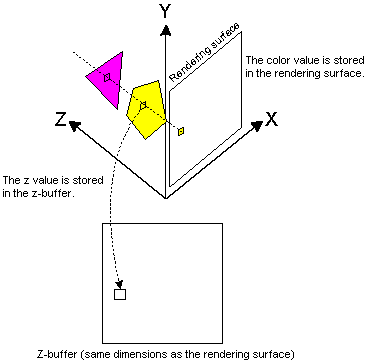 Y
Rendering surface
The color value is stored
in the rendering surface.
Z
X
The z value is stored
in the z-buffer.
Z-buffer (same dimensions as the rendering surface)